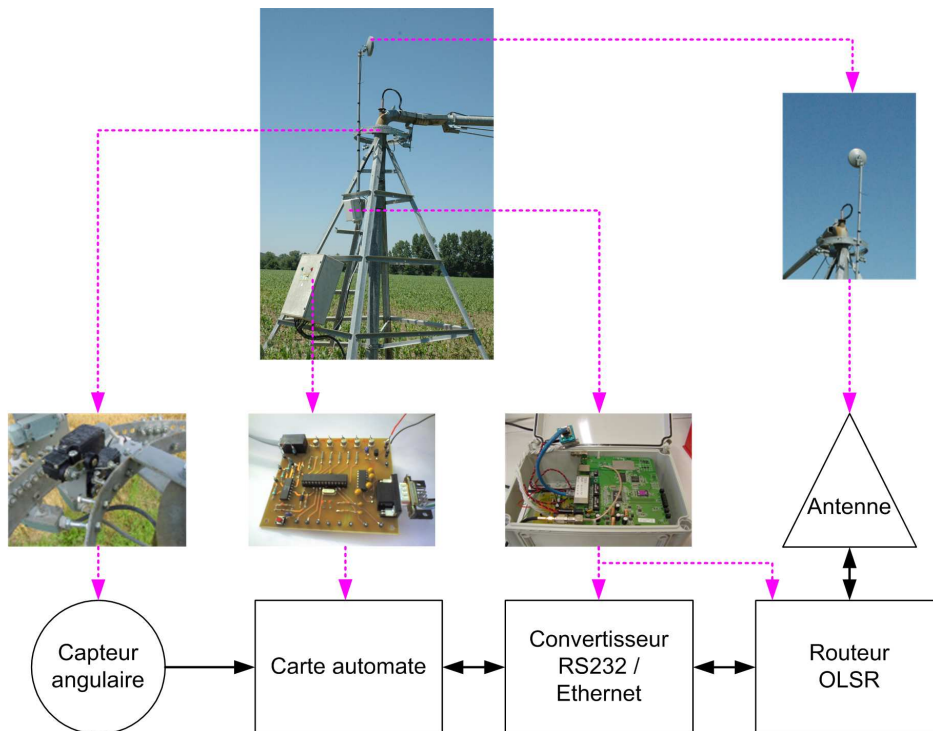 Antenne
Capteur
angulaire
Carte automate
Convertisseur
RS232 /
Ethernet
Routeur
OLSR